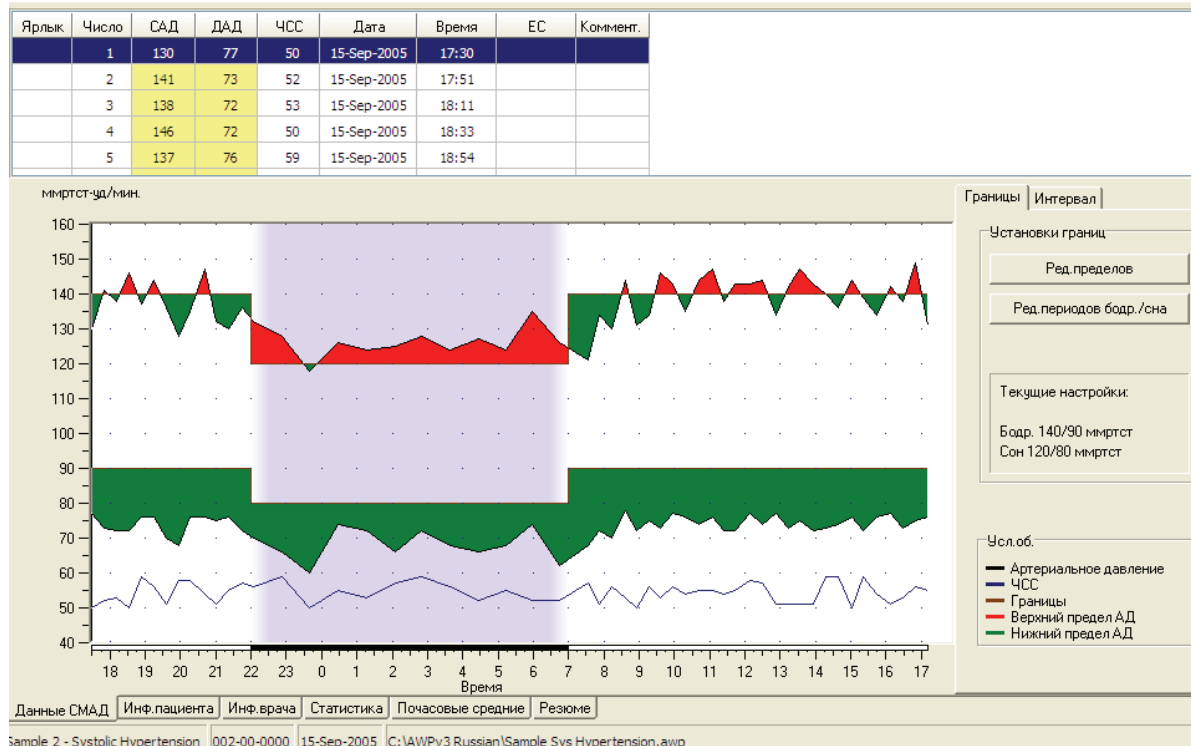 Ярлык Число САД ДАД ЧСС Дата Время ЕС Коммент.
1 130 77 50 15-Sep-2005 17:30
2 141 73 52 15-Sep-2005 17:51
3 138 72 53 15-Sep-2005 18:11
4 146 72 50 15-Sep-2005 18:33
5 137 76 59 15-Sep-2005 18:54
ммртст-уд/мин.
160
150
140
130
120
110
100
90
80
70
60
50
40
18 19 20 21 22 23 0 1 2 3 4 5 6 7 8 9 10 11 12 13 14 15 16 17
Время
Границы Интервал
Установки границ
Ред.пределов
Ред.периодов бодр./сна
Текущие настройки:
Бодр. 140/90 ммртст
Сон 120/80 ммртст
Усл.об.
Артериальное давление
ЧСС
Границы
Верхний предел АД
Нижний предел АД
Данные СМАД Инф.пациента Инф.врача Статистика Почасовые средние Резюме
Sample 2 - Systolic Hypertension 002-00-0000 15-Sep-2005 C:\AWPv3 Russian\Sample Sys Hypertension.awp